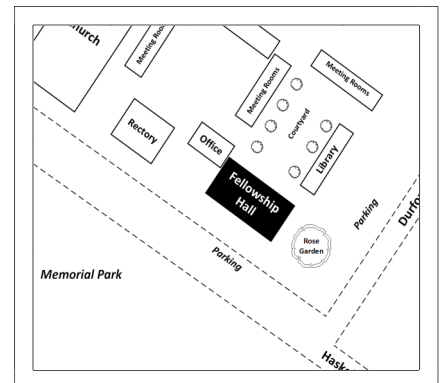 Meeting Rooms
Meeting Rooms
Meeting Rooms
Courtyard
Rectory
Office
Library
Fellowship
Hall
Parking
Rose
Garden
Parking
Memorial Park